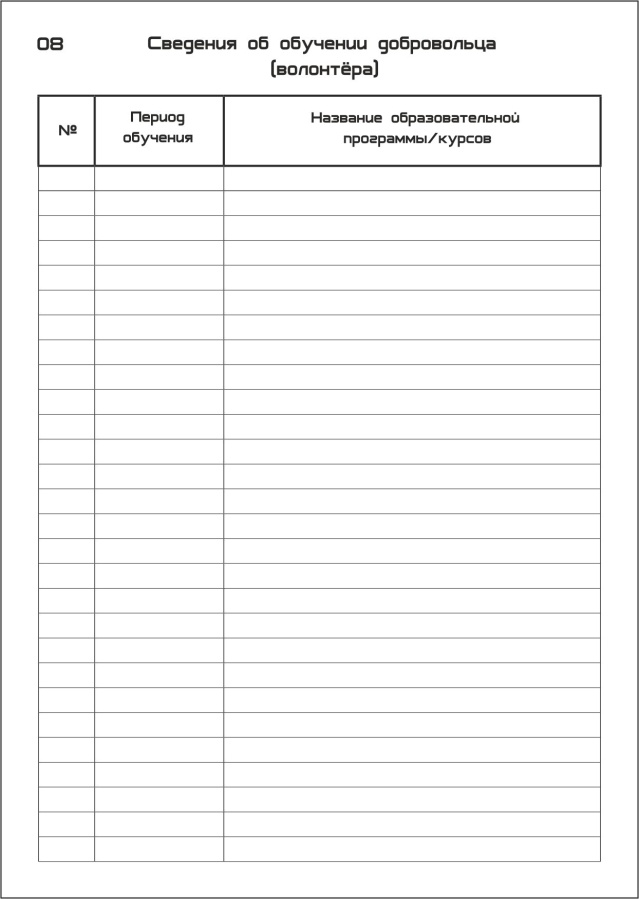 08
Сведения об обучении добровольца
(волонтёра)
№
Период
обучения
Название образовательной
программы/курсов